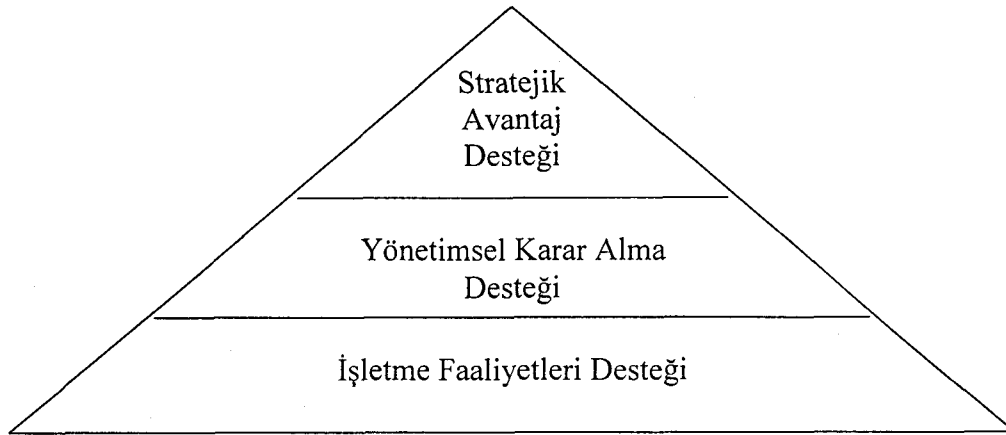 Stratejik
Avantaj
Desteği
Yönetimsel Karar Alma
Desteği
İşletme Faaliyetleri Desteği